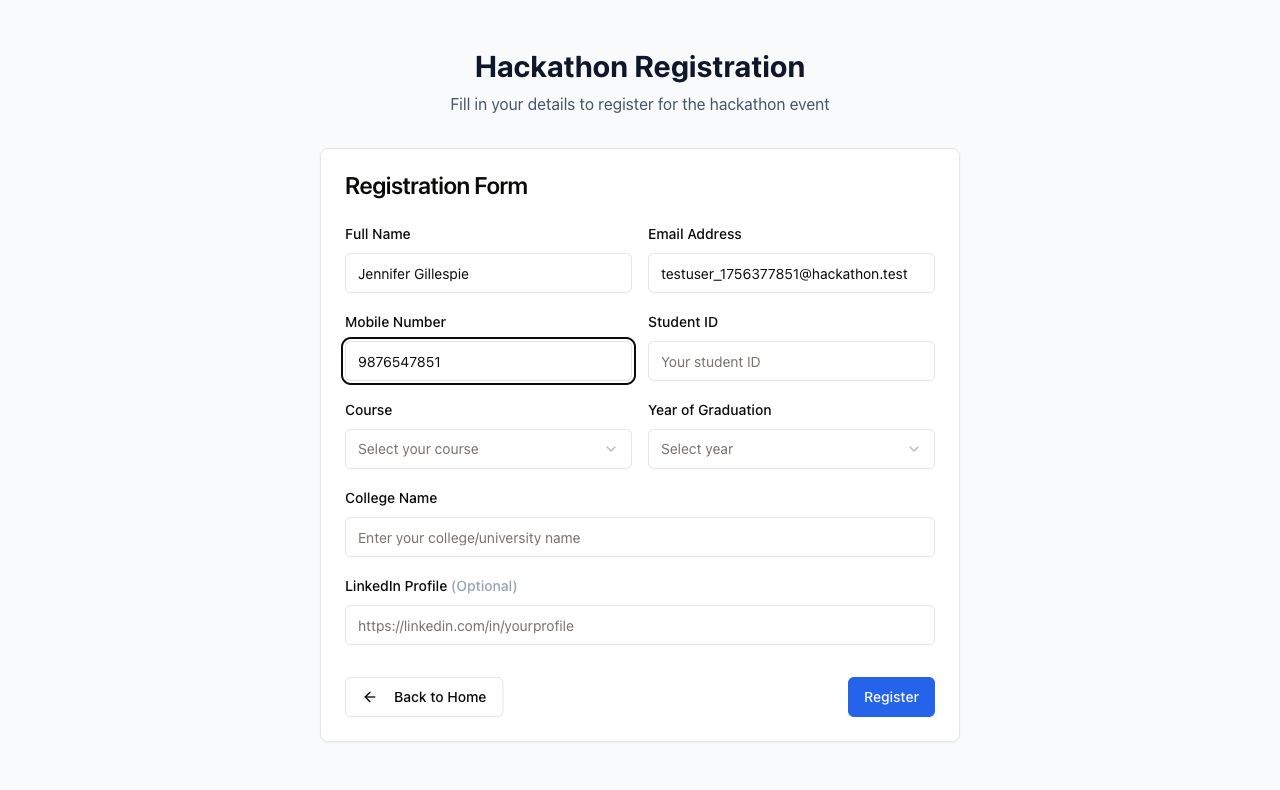 Hackathon Registration
Fill in your details to register for the hackathon event
Registration Form
Full Name
Jennifer Gillespie
Email Address
testuser_1756377851@hackathon.test
Mobile Number
9876547851
Student ID
Your student ID
Course
Select your course
Year of Graduation
Select year
College Name
Enter your college/university name
LinkedIn Profile (Optional)
https://linkedin.com/in/yourprofile
Back to Home
Register